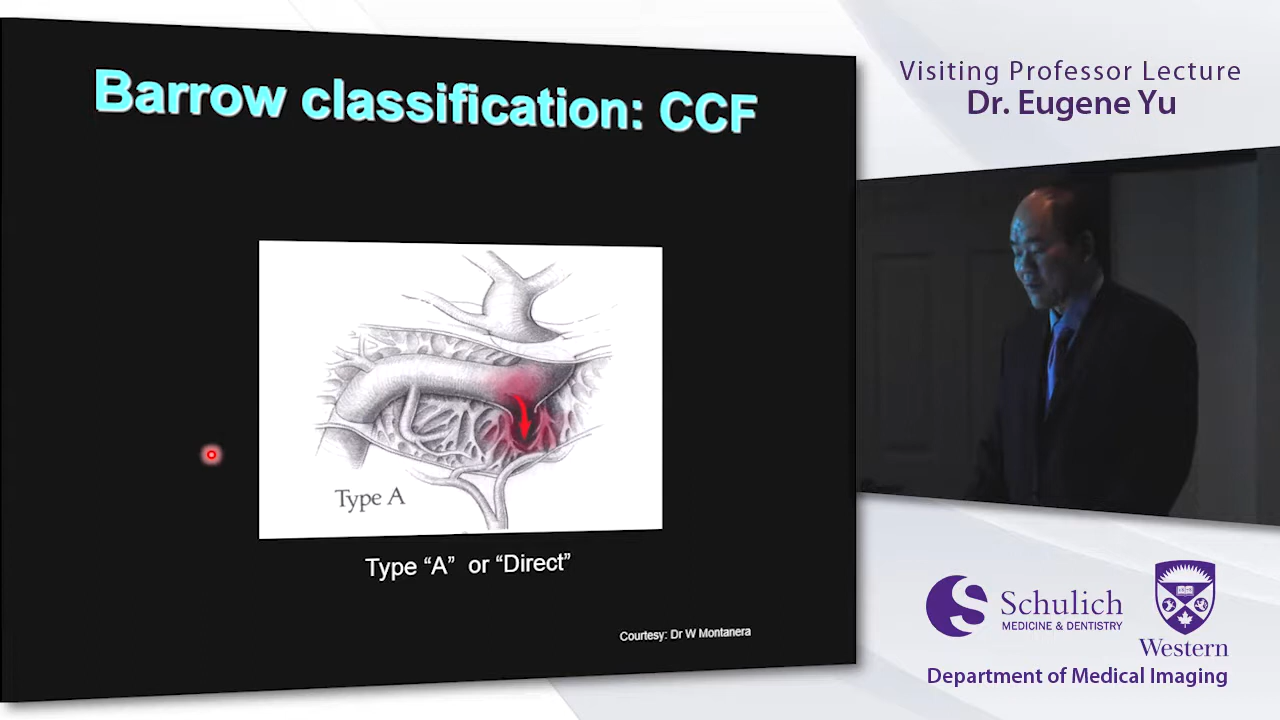 Barrow classification: CCF
Type A
Type “A” or “Direct”
Courtesy: Dr W Montanera
Visiting Professor Lecture
Dr. Eugene Yu
Schulich
MEDICINE & DENTISTRY
Western
Department of Medical Imaging